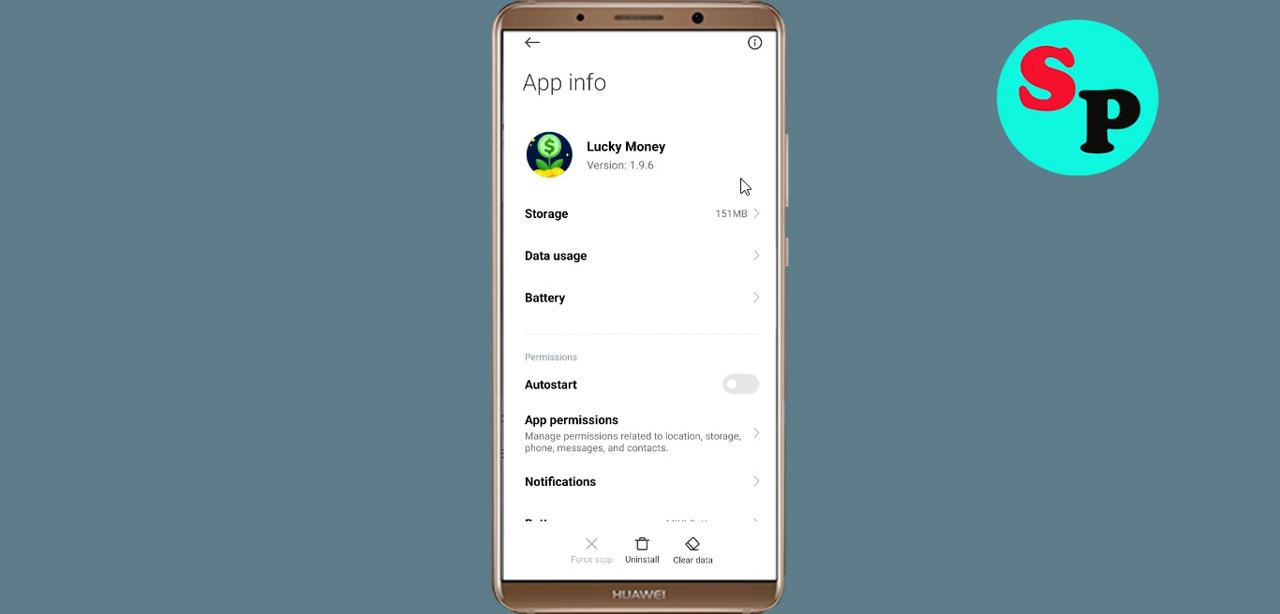 App info
Lucky Money
Version: 1.9.6
Storage 151MB
Data usage
Battery
Permissions
Autostart
App permissions
Manage permissions related to location, storage,
phone, messages, and contacts.
Notifications
Force stop Uninstall Clear data
HUAWEI
SP